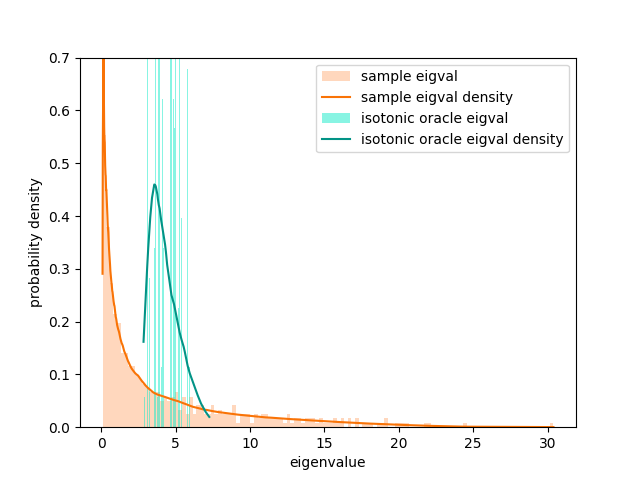 0.7
0.6
0.5
0.4
0.3
0.2
0.1
0.0
probability density
sample eigval
sample eigval density
isotonic oracle eigval
isotonic oracle eigval density
0 5 10 15 20 25 30
eigenvalue